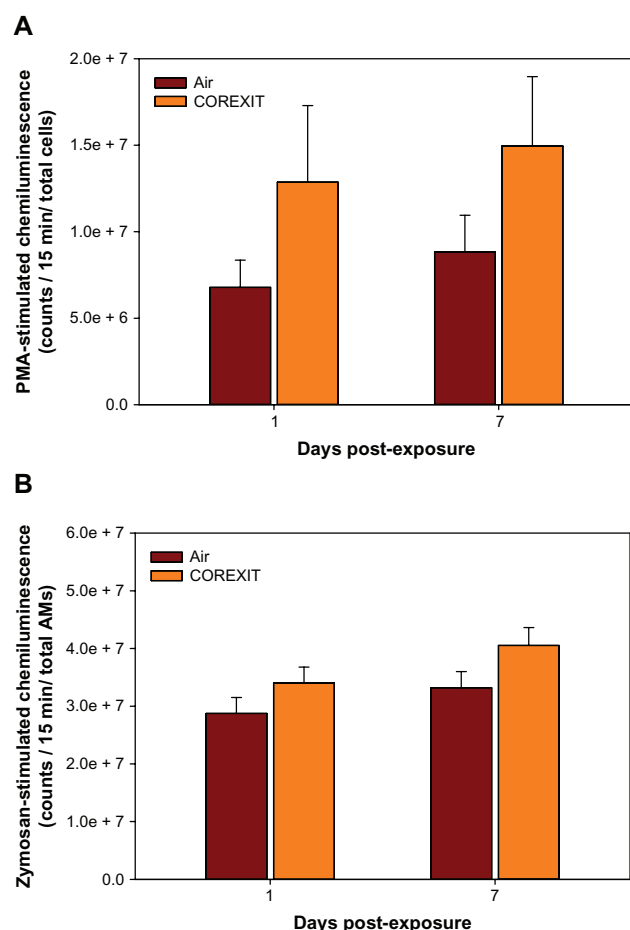 A
PMA-stimulated chemiluminescence
(counts / 15 min/ total cells)
2.0e + 7
1.5e + 7
1.0e + 7
5.0e + 6
0.0
Air
COREXIT
1
7
Days post-exposure
B
Zymosan-stimulated chemiluminescence
(counts / 15 min/ total AMs)
6.0e + 7
5.0e + 7
4.0e + 7
3.0e + 7
2.0e + 7
1.0e + 7
0.0
Air
COREXIT
1
7
Days post-exposure